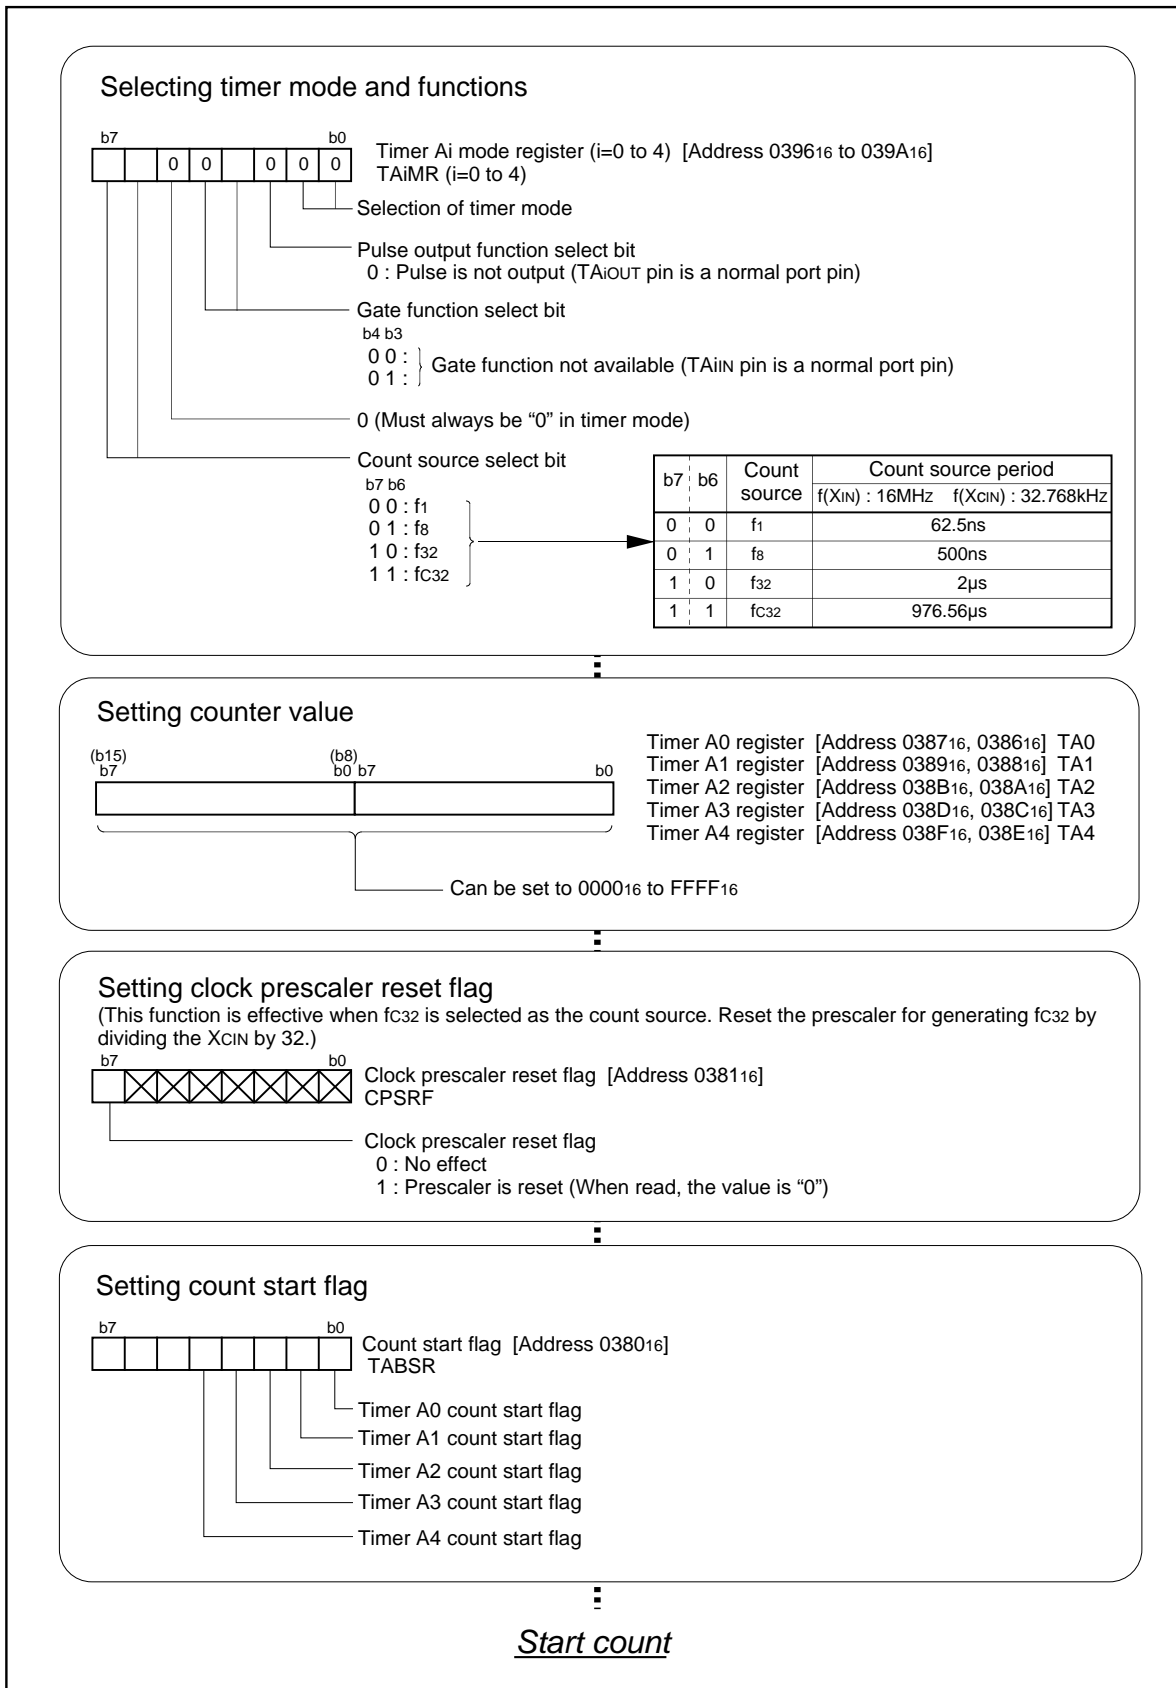 Selecting timer mode and functions
b7 b0
0 0 0 0 0
Timer Ai mode register (i=0 to 4) [Address 039616 to 039A16]
TAiMR (i=0 to 4)
Selection of timer mode
Pulse output function select bit
0 : Pulse is not output (TAiOUT pin is a normal port pin)
Gate function select bit
b4 b3
0 0 :
0 1 :
Gate function not available (TAiIN pin is a normal port pin)
0 (Must always be “0” in timer mode)
Count source select bit
b7 b6
0 0 : f1
0 1 : f8
1 0 : f32
1 1 : fC32
b7 b6 Count source Count source period
f(XIN) : 16MHZ f(XCIN) : 32.768kHZ
0 0 f1 62.5ns
0 1 f8 500ns
1 0 f32 2µs
1 1 fC32 976.56µs
Setting counter value
(b15) (b8)
b7 b0 b7 b0
Timer A0 register [Address 038716, 038616] TA0
Timer A1 register [Address 038916, 038816] TA1
Timer A2 register [Address 038B16, 038A16] TA2
Timer A3 register [Address 038D16, 038C16] TA3
Timer A4 register [Address 038F16, 038E16] TA4
Can be set to 000016 to FFFF16
Setting clock prescaler reset flag
(This function is effective when fC32 is selected as the count source. Reset the prescaler for generating fC32 by
dividing the XCIN by 32.)
b7 b0
Clock prescaler reset flag [Address 038116]
CPSRF
Clock prescaler reset flag
0 : No effect
1 : Prescaler is reset (When read, the value is “0”)
Setting count start flag
b7 b0
Count start flag [Address 038016]
TABSR
Timer A0 count start flag
Timer A1 count start flag
Timer A2 count start flag
Timer A3 count start flag
Timer A4 count start flag
Start count